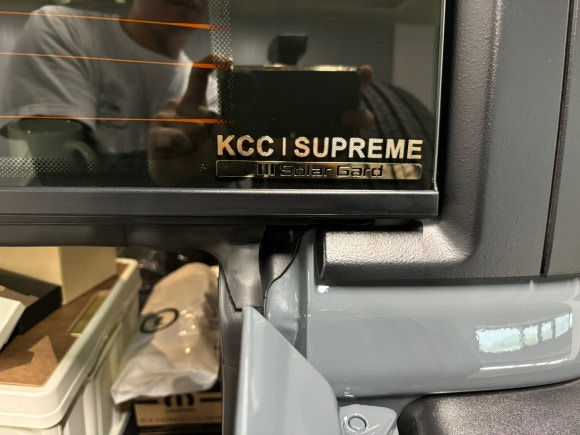 KCC | SUPREME
Solar Gard